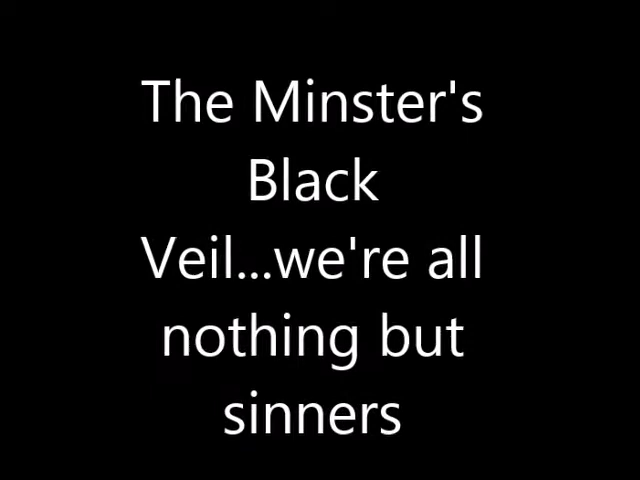 The Minster's
Black
Veil...we're all
nothing but
sinners